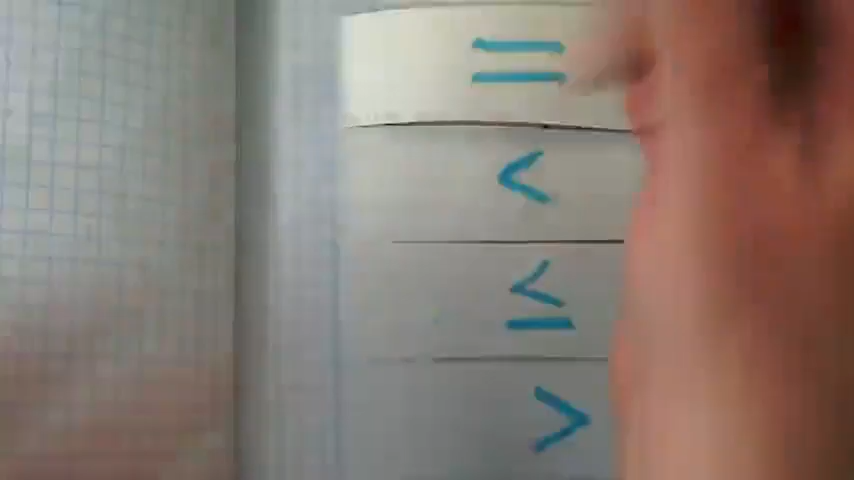 =
<
≤
>